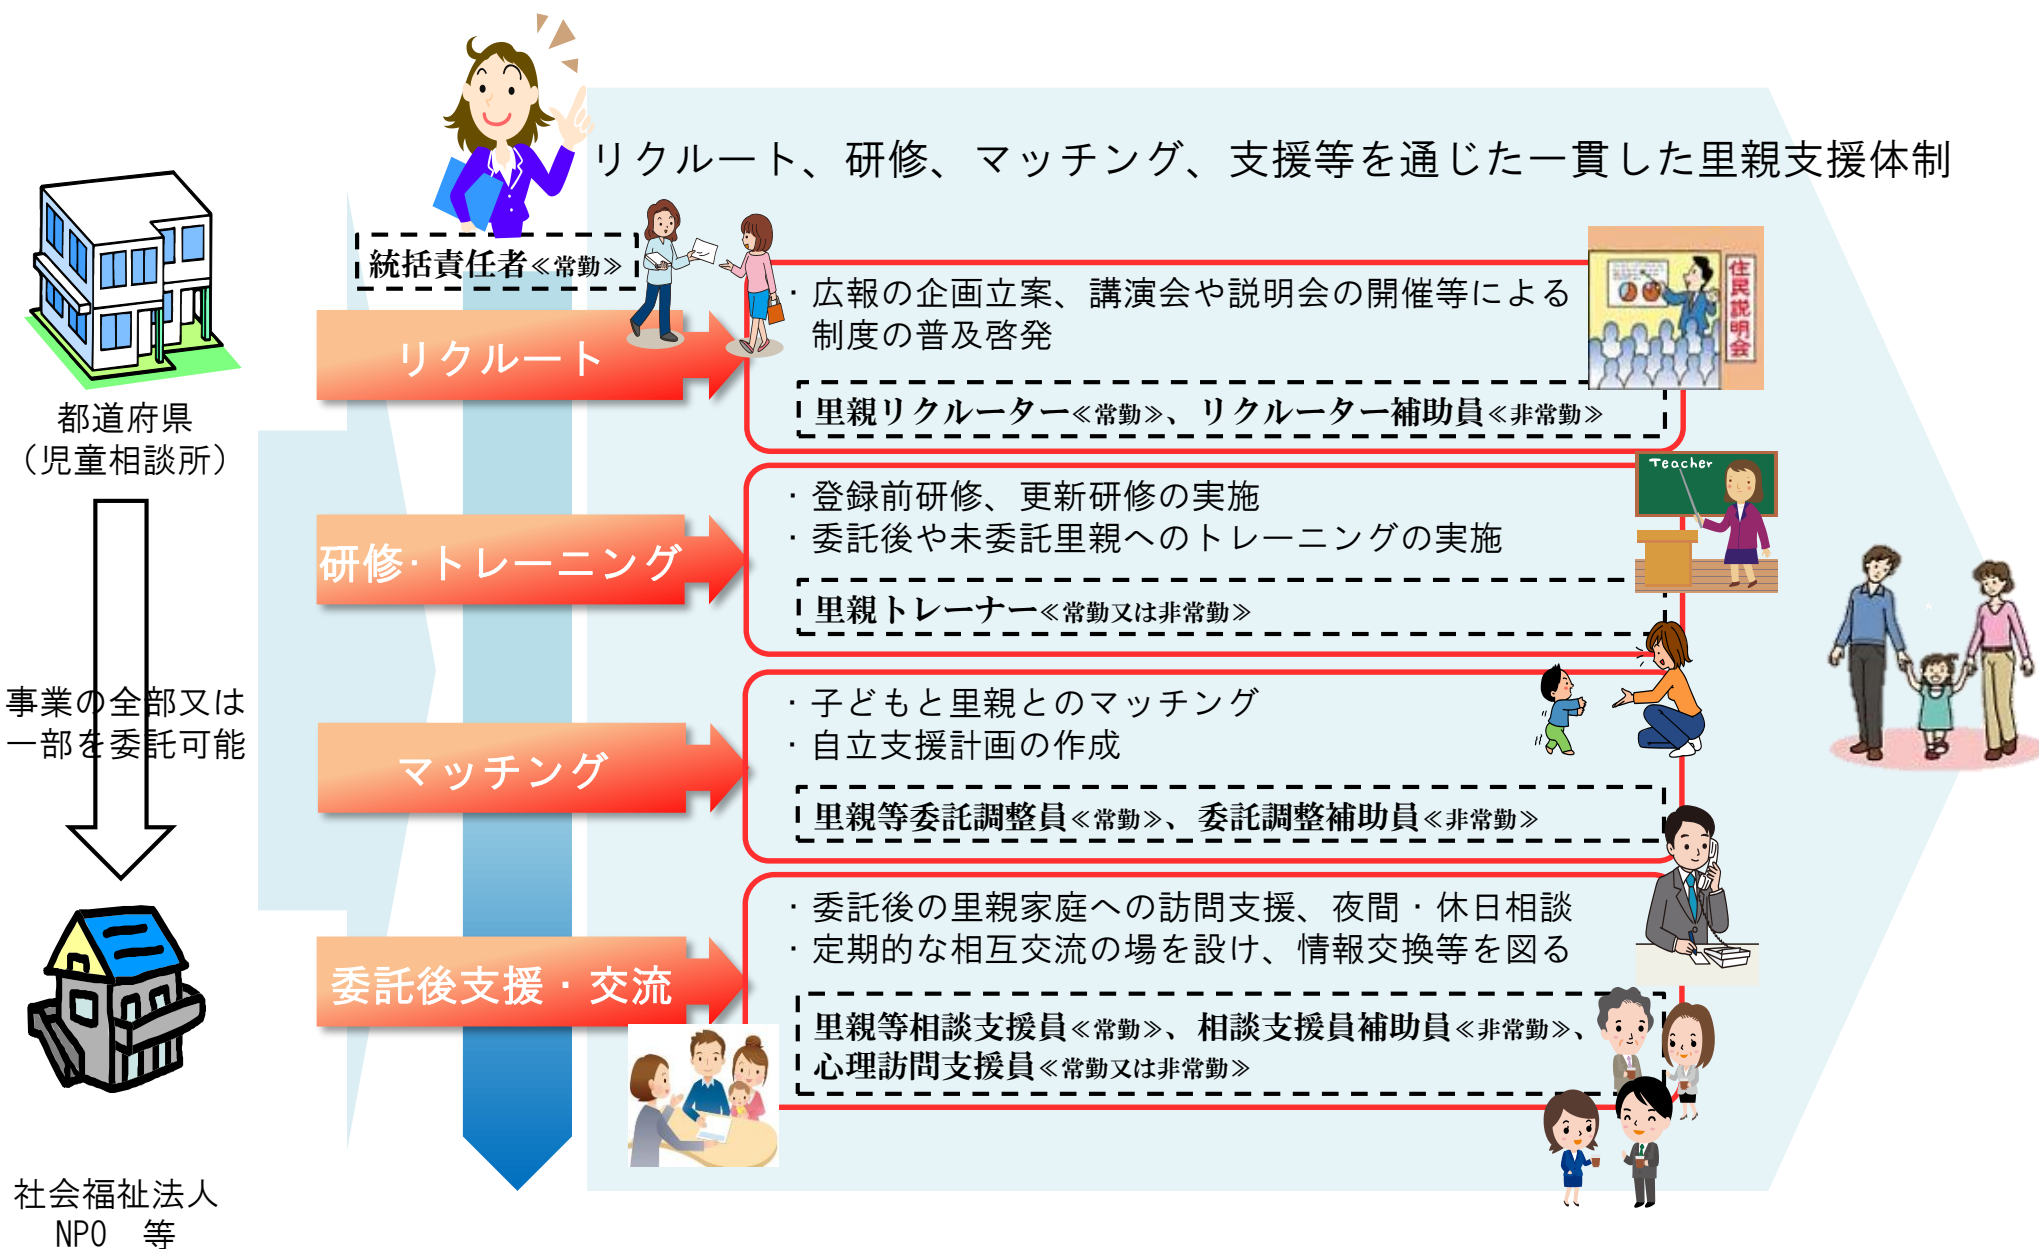 リクルート、研修、マッチング、支援等を通じた一貫した里親支援体制
都道府県
（児童相談所）
事業の全部又は
一部を委託可能
社会福祉法人
NPO　等
統括責任者≪常勤≫
リクルート
・広報の企画立案、講演会や説明会の開催等による
制度の普及啓発
里親リクルーター≪常勤≫、リクルーター補助員≪非常勤≫
住民説明会
研修・トレーニング
・登録前研修、更新研修の実施
・委託後や未委託里親へのトレーニングの実施
里親トレーナー≪常勤又は非常勤≫
Teacher
マッチング
・子どもと里親とのマッチング
・自立支援計画の作成
里親等委託調整員≪常勤≫、委託調整補助員≪非常勤≫
委託後支援・交流
・委託後の里親家庭への訪問支援、夜間・休日相談
・定期的な相互交流の場を設け、情報交換等を図る
里親等相談支援員≪常勤≫、相談支援員補助員≪非常勤≫、
心理訪問支援員≪常勤又は非常勤≫